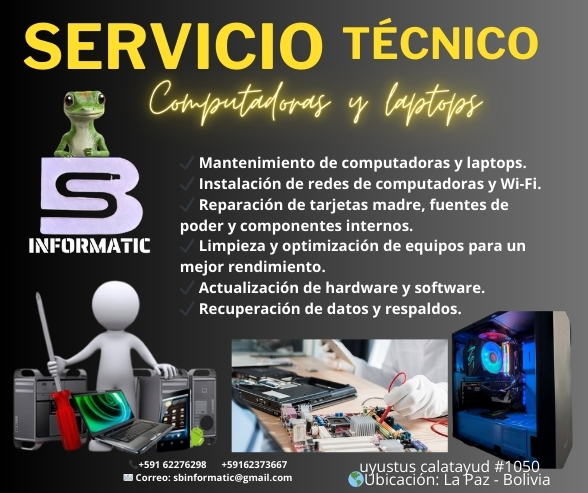 SERVICIO TÉCNICO
Computadoras y laptops
SB
INFORMATIC
✓ Mantenimiento de computadoras y laptops.
✓ Instalación de redes de computadoras y Wi-Fi.
✓ Reparación de tarjetas madre, fuentes de
poder y componentes internos.
✓ Limpieza y optimización de equipos para un
mejor rendimiento.
✓ Actualización de hardware y software.
✓ Recuperación de datos y respaldos.
+591 62276298 +59162373667
Correo: sbinformatic@gmail.com
uyustus calatayud #1050
Ubicación: La Paz - Bolivia